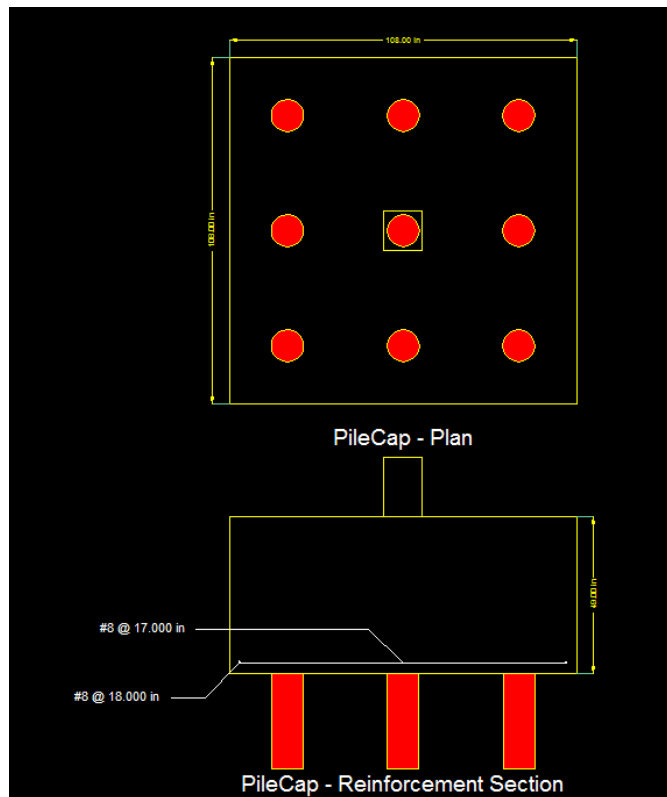 108.00 in
108.00 in
PileCap - Plan
49.00 in
#8 @ 17.000 in
#8 @ 18.000 in
PileCap - Reinforcement Section